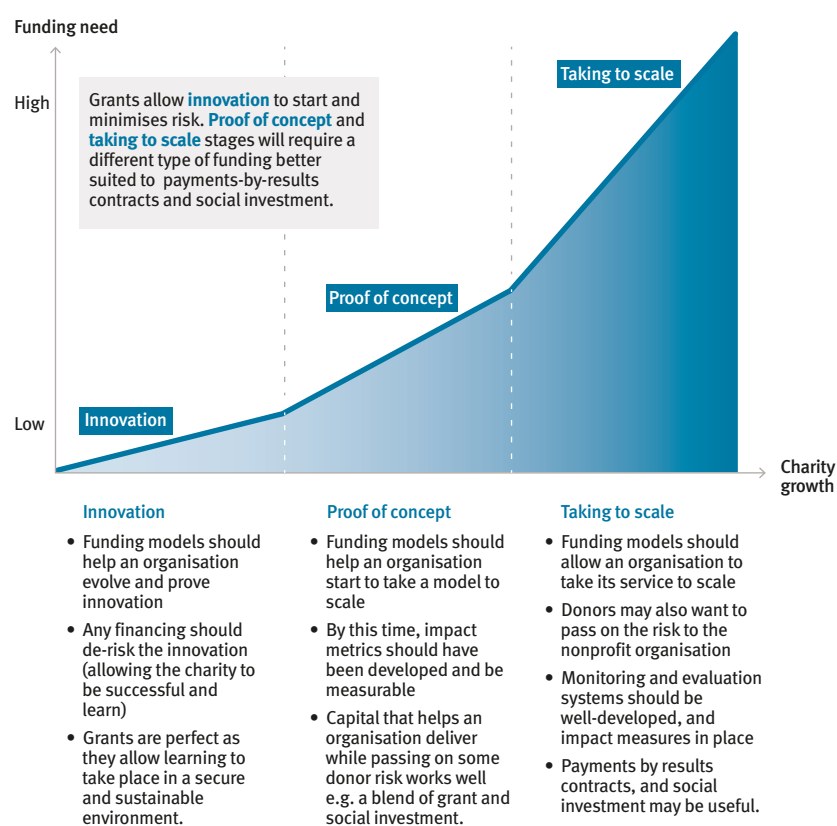 Funding need
High
Grants allow innovation to start and
minimises risk. Proof of concept and
taking to scale stages will require a
different type of funding better
suited to payments-by-results
contracts and social investment.
Taking to scale
Proof of concept
Low
Innovation
Charity
growth
Innovation
• Funding models should
help an organisation
evolve and prove
innovation
• Any financing should
de-risk the innovation
(allowing the charity to
be successful and
learn)
• Grants are perfect as
they allow learning to
take place in a secure
and sustainable
environment.
Proof of concept
• Funding models should
help an organisation
start to take a model to
scale
• By this time, impact
metrics should have
been developed and be
measurable
• Capital that helps an
organisation deliver
while passing on some
donor risk works well
e.g. a blend of grant and
social investment.
Taking to scale
• Funding models should
allow an organisation to
take its service to scale
• Donors may also want to
pass on the risk to the
nonprofit organisation
• Monitoring and evaluation
systems should be
well-developed, and
impact measures in place
• Payments by results
contracts, and social
investment may be useful.